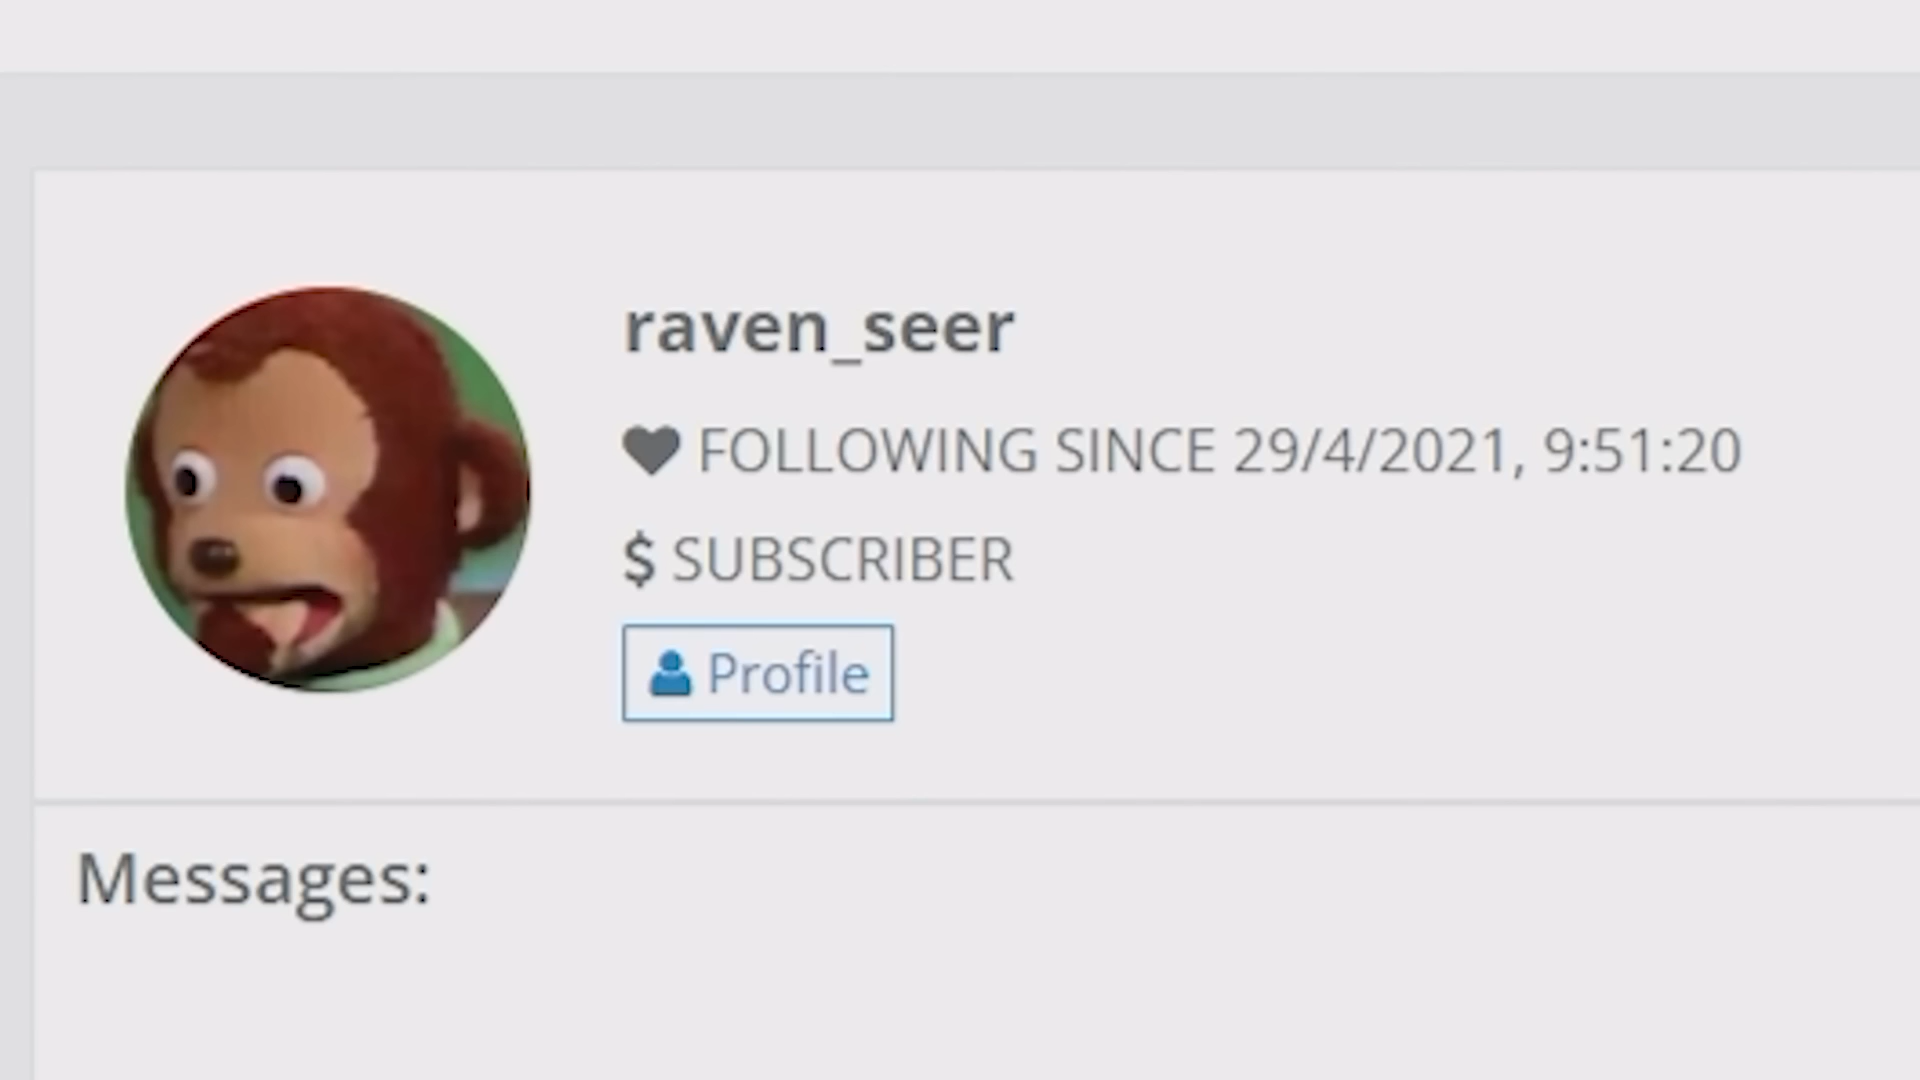 raven_seer
FOLLOWING SINCE 29/4/2021, 9:51:20
$ SUBSCRIBER
Profile
Messages: